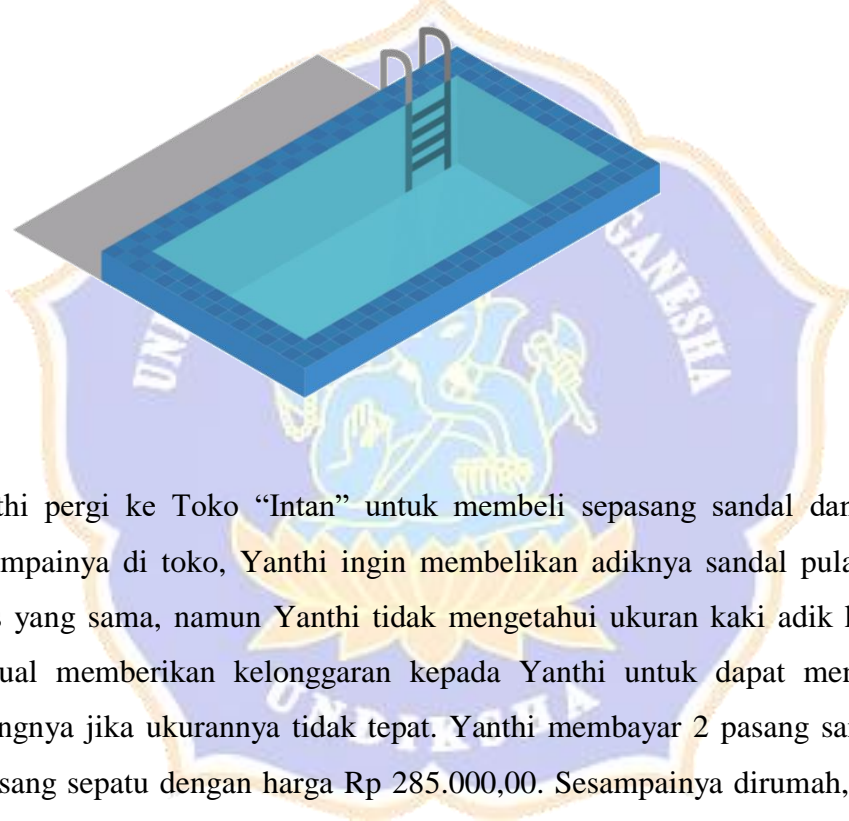 UNI GANESHA
thi pergi ke Toko “Intan” untuk membeli sepasang sandal dan
mpainya di toko, Yanthi ingin membelikan adiknya sandal pula
s yang sama, namun Yanthi tidak mengetahui ukuran kaki adik
ual memberikan kelonggaran kepada Yanthi untuk dapat men
ngnya jika ukurannya tidak tepat. Yanthi membayar 2 pasang sa
sang sepatu dengan harga Rp 285.000,00. Sesampainya dirumah,
UNDIKSHA